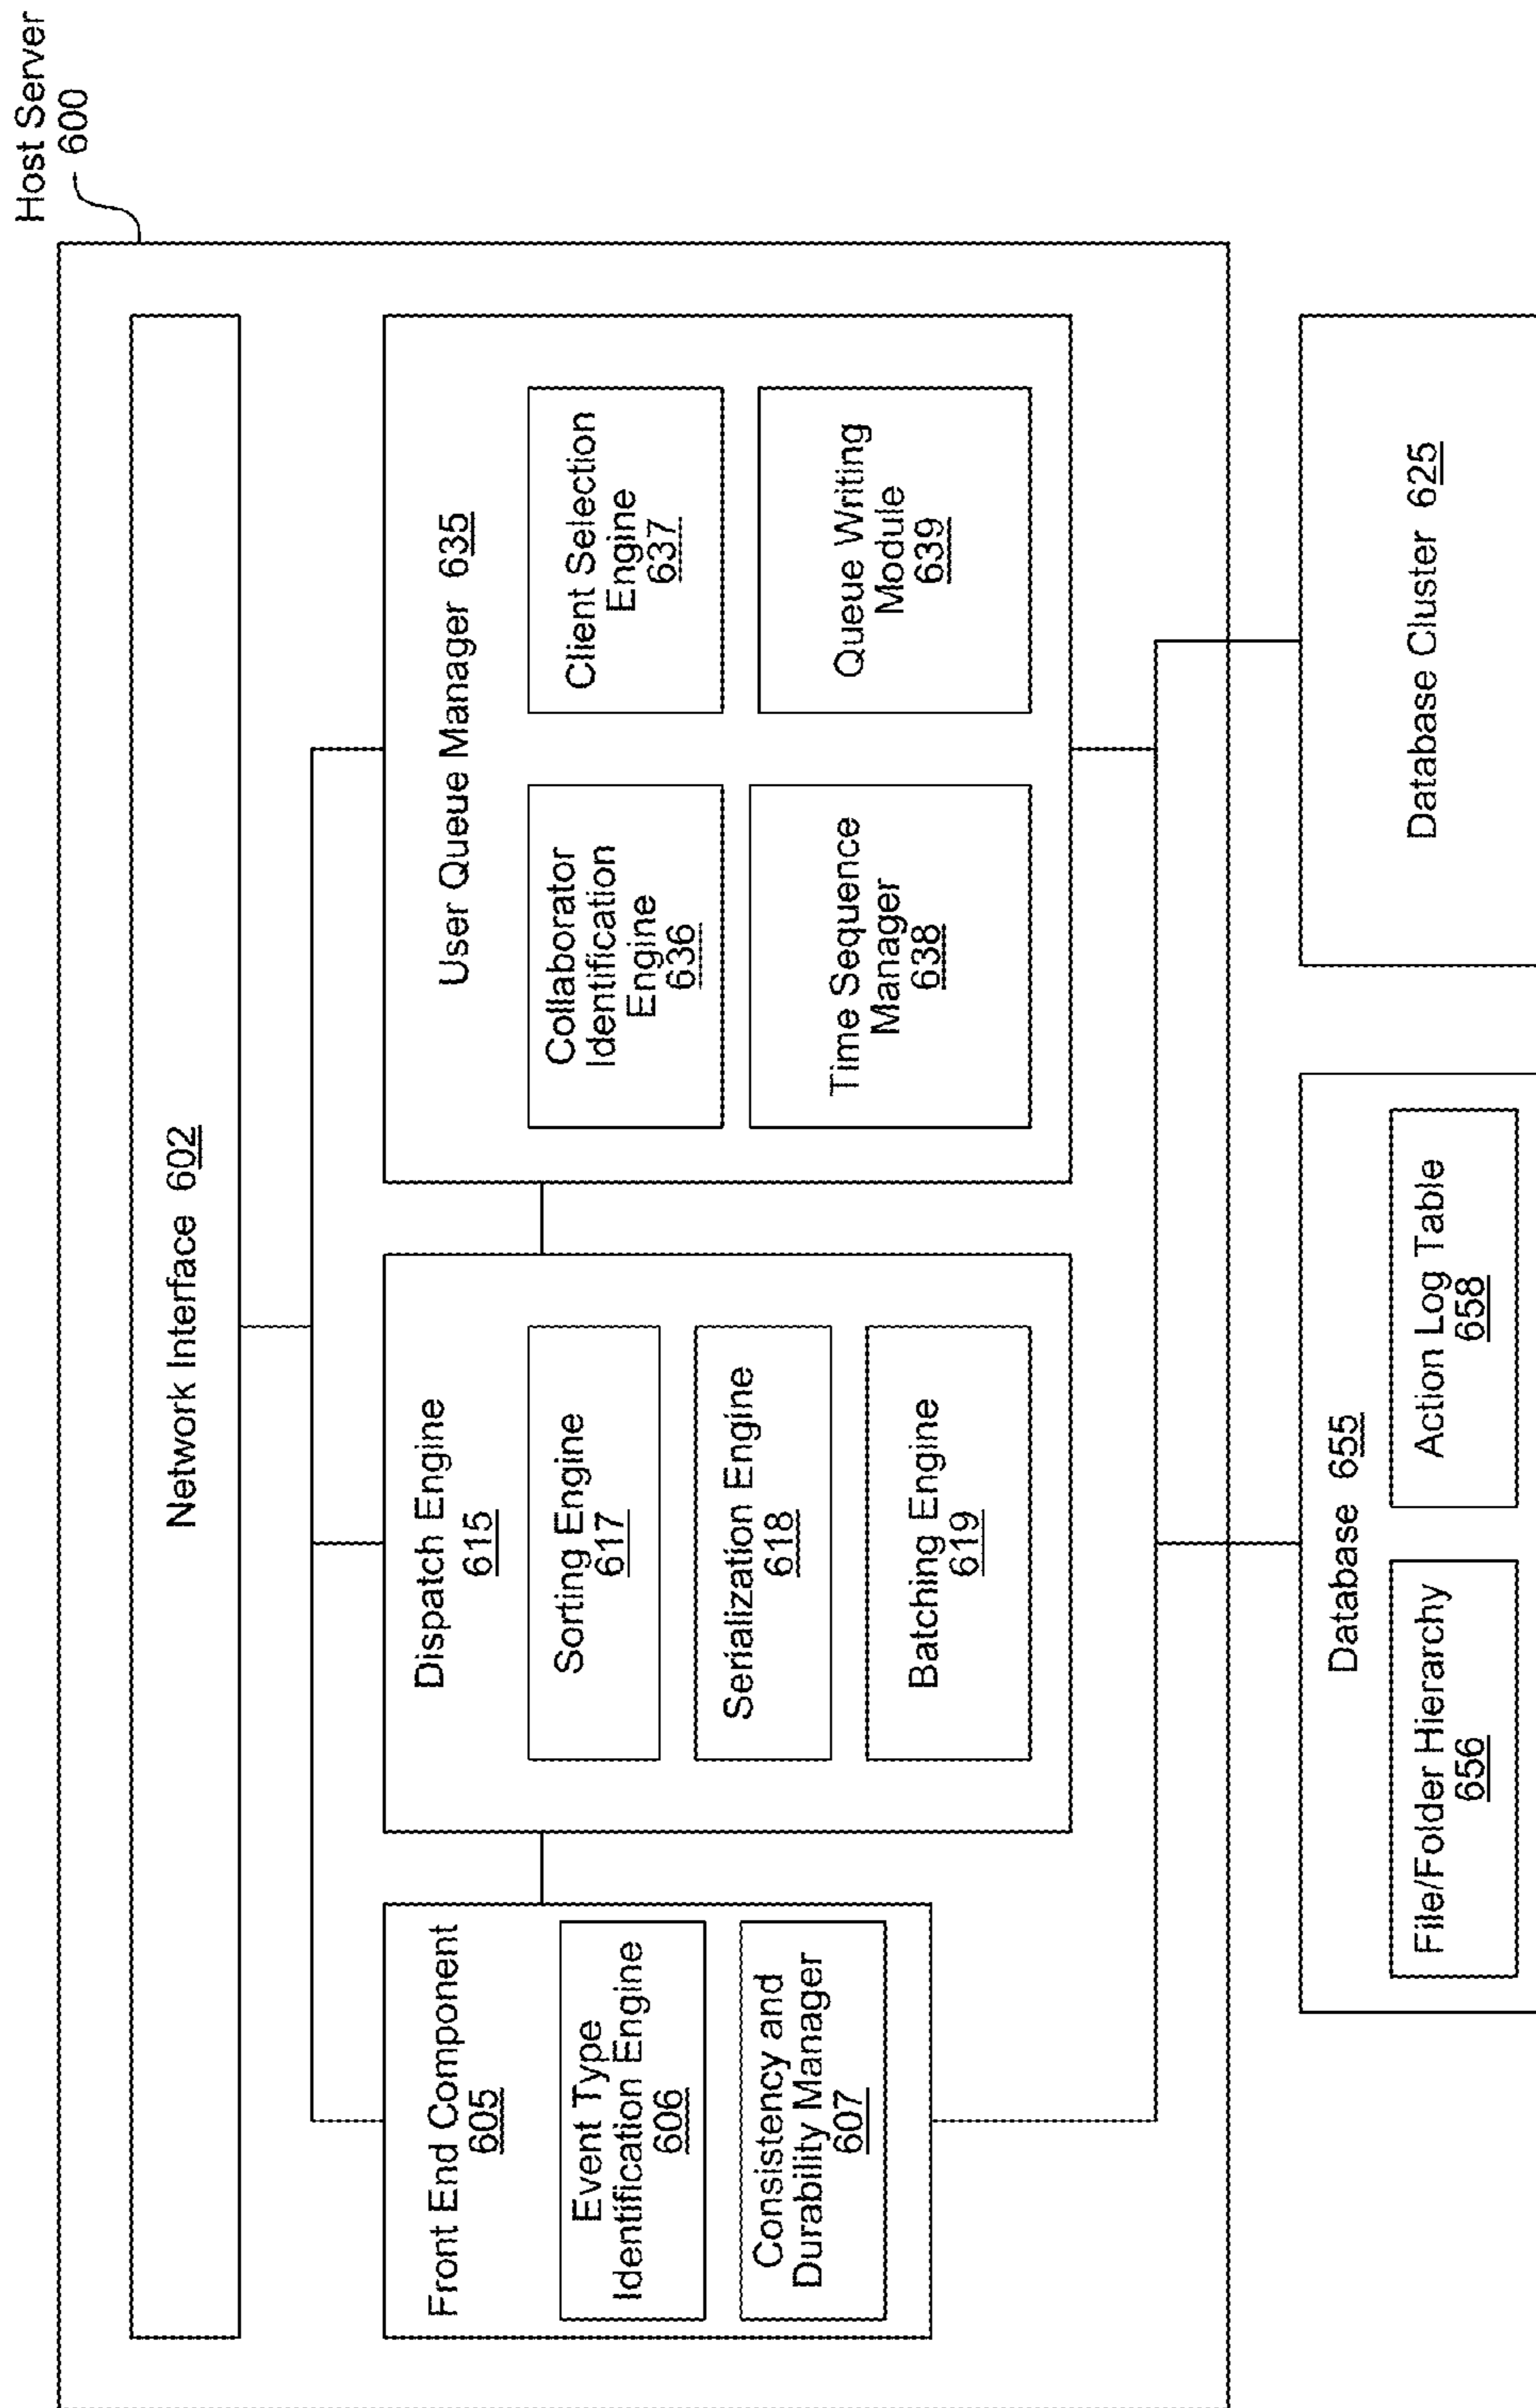 Host Server
600
Network Interface 602
Front End Component
605
Event Type
Identification Engine
606
Consistency and
Durability Manager
607
Dispatch Engine
615
Sorting Engine
617
Serialization Engine
618
Batching Engine
619
User Queue Manager 635
Collaborator
Identification
Engine
636
Client Selection
Engine
637
Time Sequence
Manager
638
Queue Writing
Module
639
Database 655
File/Folder Hierarchy
656
Action Log Table
658
Database Cluster 625